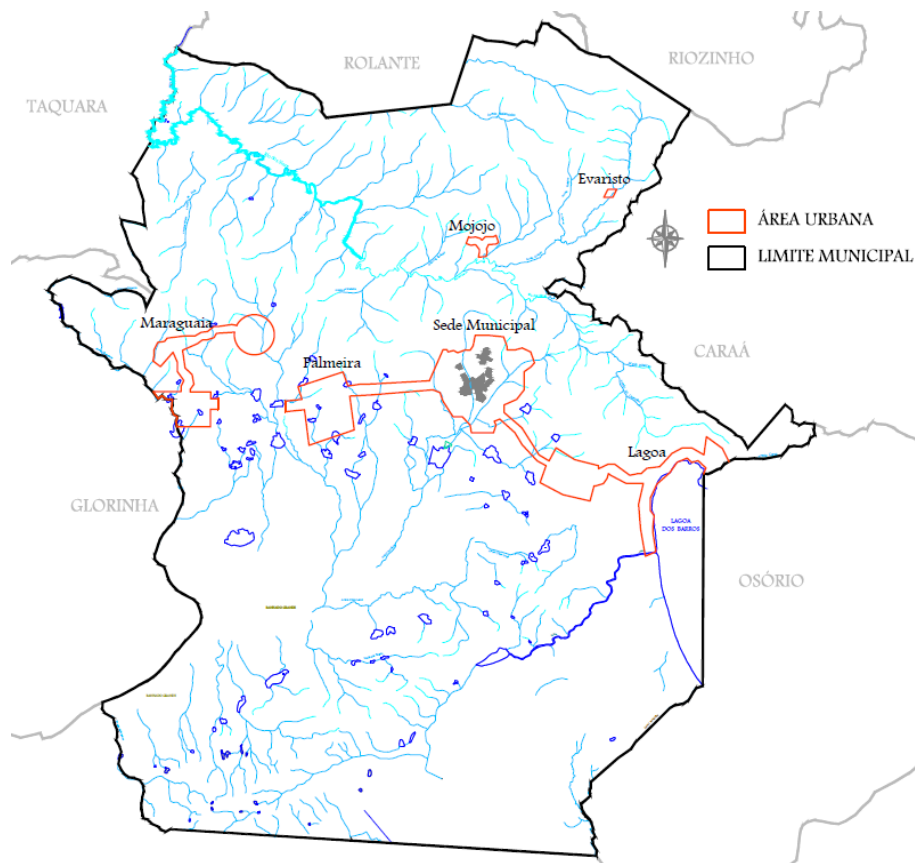 RIOZINHO
ROLANTE
TAQUARA
Evaristo
Mojojo
ÁREA URBANA
LIMITE MUNICIPAL
Maraguaia
Sede Municipal
CARAÁ
Palmeira
Lagoa
GLORINHA
LAGOA
DOS BARROS
OSÓRIO